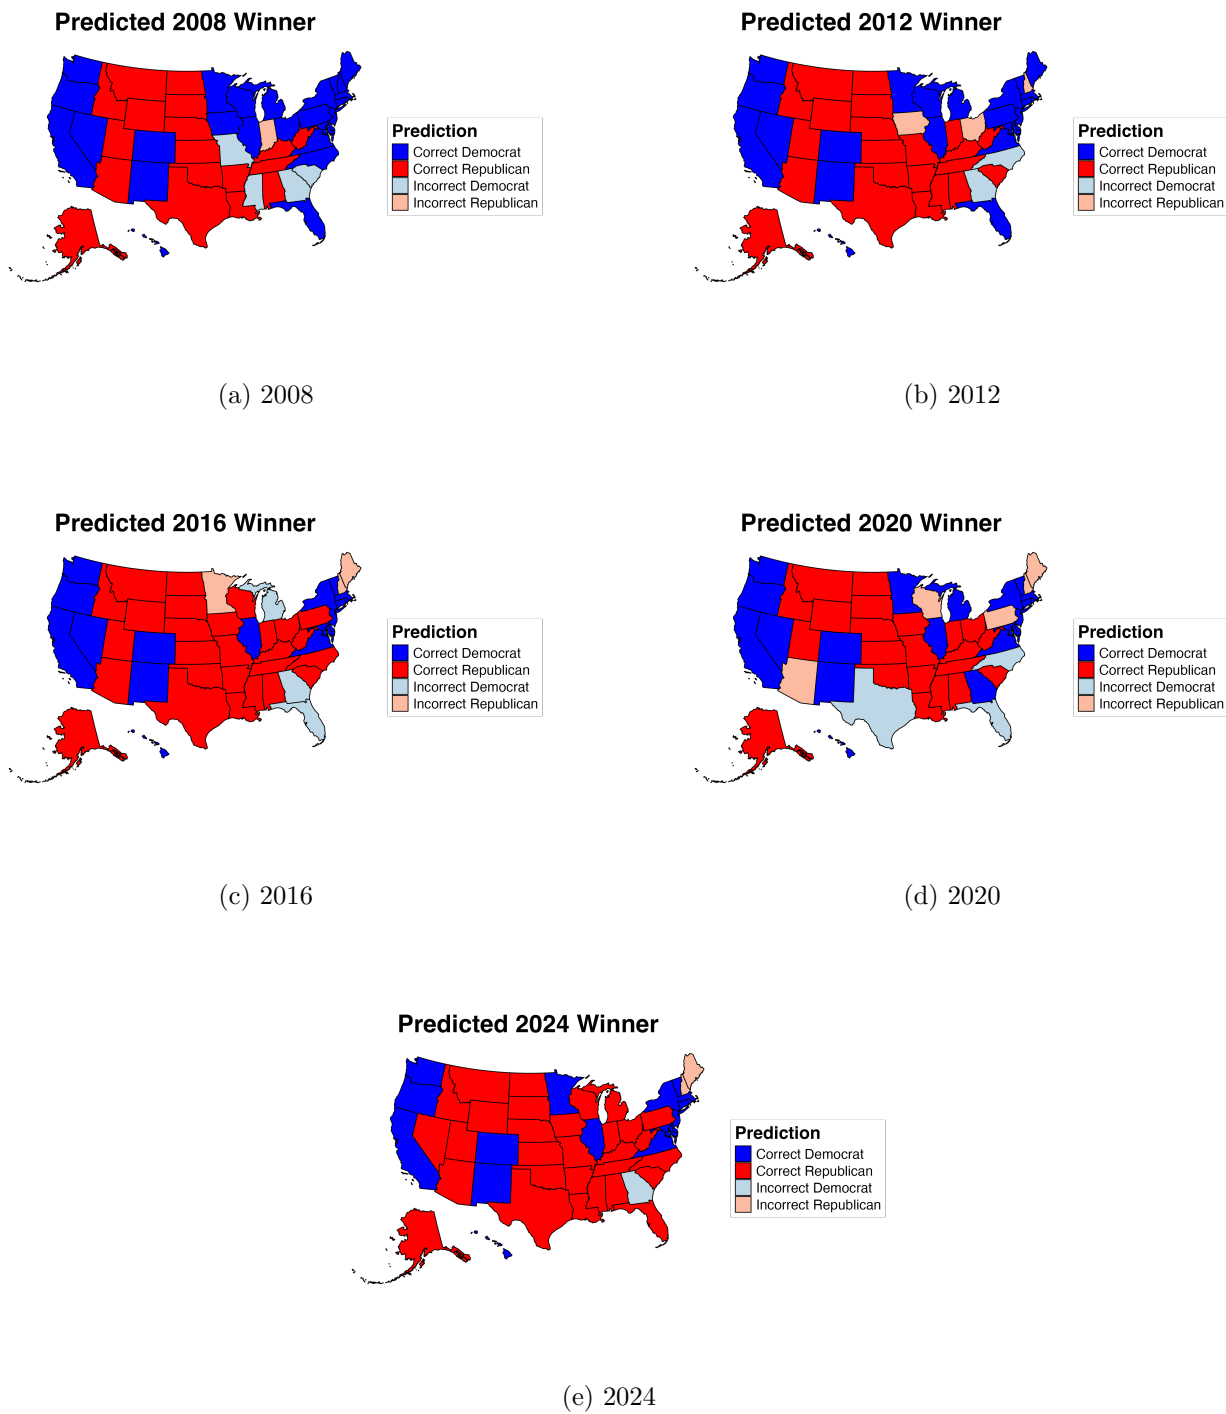 Predicted 2008 Winner
Prediction
Correct Democrat
Correct Republican
Incorrect Democrat
Incorrect Republican
(a) 2008
Predicted 2012 Winner
Prediction
Correct Democrat
Correct Republican
Incorrect Democrat
Incorrect Republican
(b) 2012
Predicted 2016 Winner
Prediction
Correct Democrat
Correct Republican
Incorrect Democrat
Incorrect Republican
(c) 2016
Predicted 2020 Winner
Prediction
Correct Democrat
Correct Republican
Incorrect Democrat
Incorrect Republican
(d) 2020
Predicted 2024 Winner
Prediction
Correct Democrat
Correct Republican
Incorrect Democrat
Incorrect Republican
(e) 2024